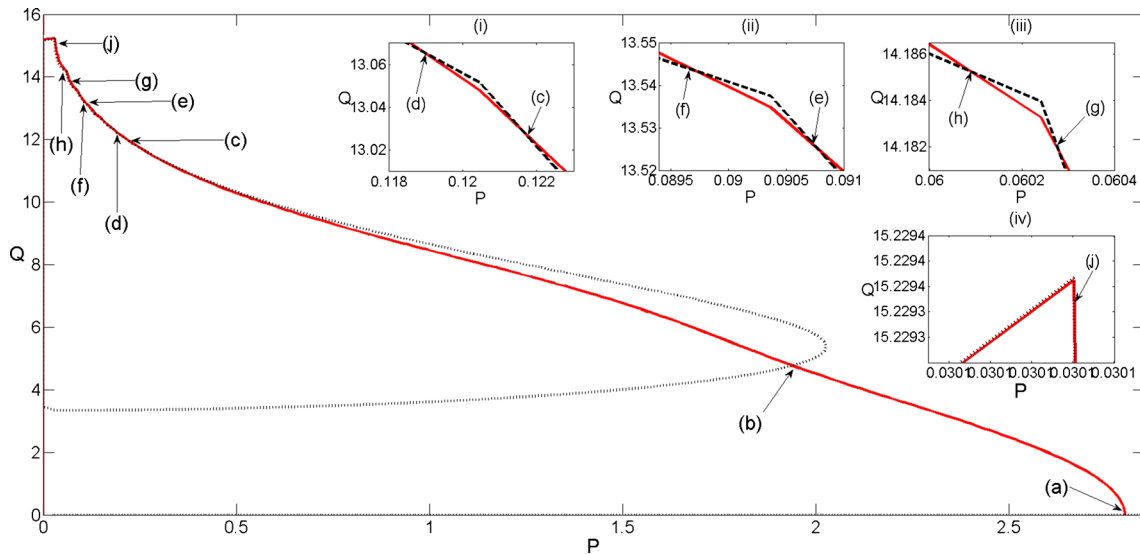 16
14
12
10
8
6
4
2
0
Q
0
0.5
1
1.5
2
2.5
P
(j)
(g)
(e)
(c)
(h)
(f)
(d)
(b)
(a)
(i)
13.06
13.04
13.02
Q
(d)
(c)
0.118
0.12
0.122
P
(ii)
13.55
13.54
13.53
13.52
Q
(f)
(e)
0.0895
0.09
0.0905
0.091
P
(iii)
14.186
14.184
14.182
Q
(h)
(g)
0.06
0.0602
0.0604
P
(iv)
15.2294
15.2294
15.2293
15.2293
Q
(j)
0.0301
0.0301
0.0301
0.0301
0.0301
P